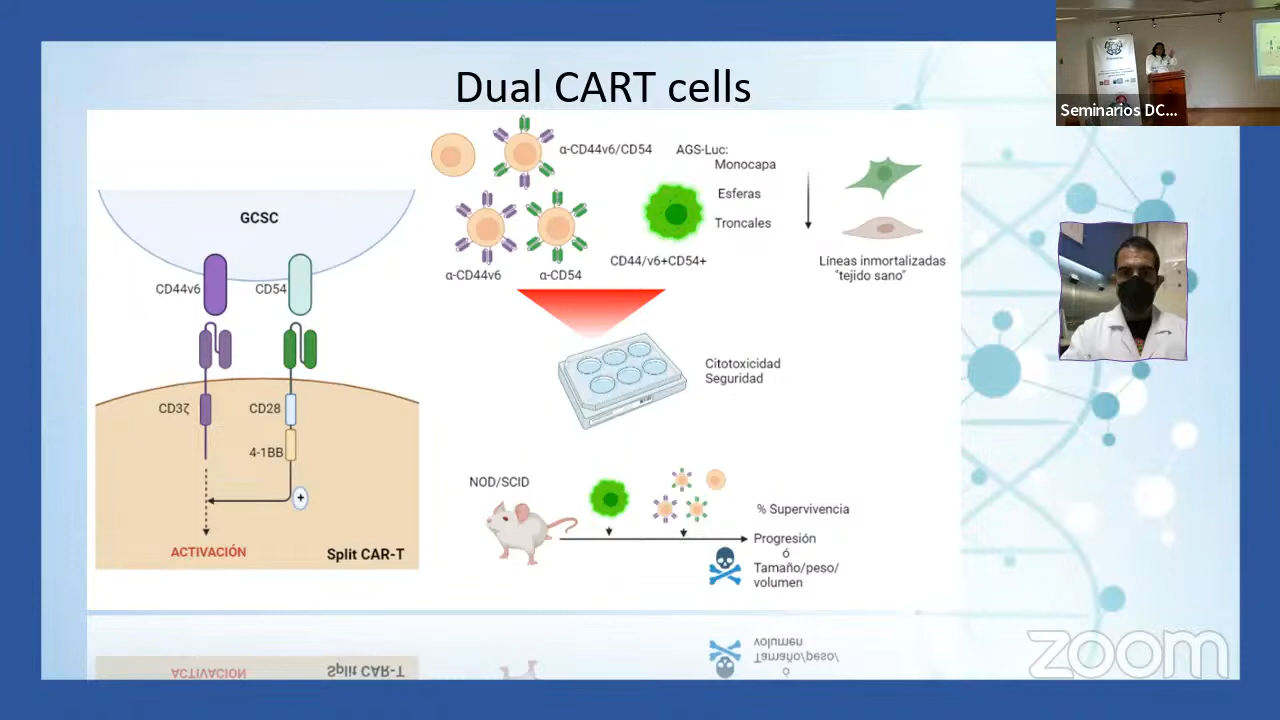 Dual CART cells
Seminarios DC...
GCSC
CD44v6
CD54
CD3ζ
CD28
4-1BB
+
ACTIVACIÓN
Split CAR-T
α-CD44v6/CD54
α-CD44v6
α-CD54
AGS-Luc:
Monocapa
Esferas
Troncales
CD44/v6+CD54+
Líneas inmortalizadas
"tejido sano"
Citotoxicidad
Seguridad
NOD/SCID
% Supervivencia
Progresión
ó
Tamaño/peso/
volumen
zoom